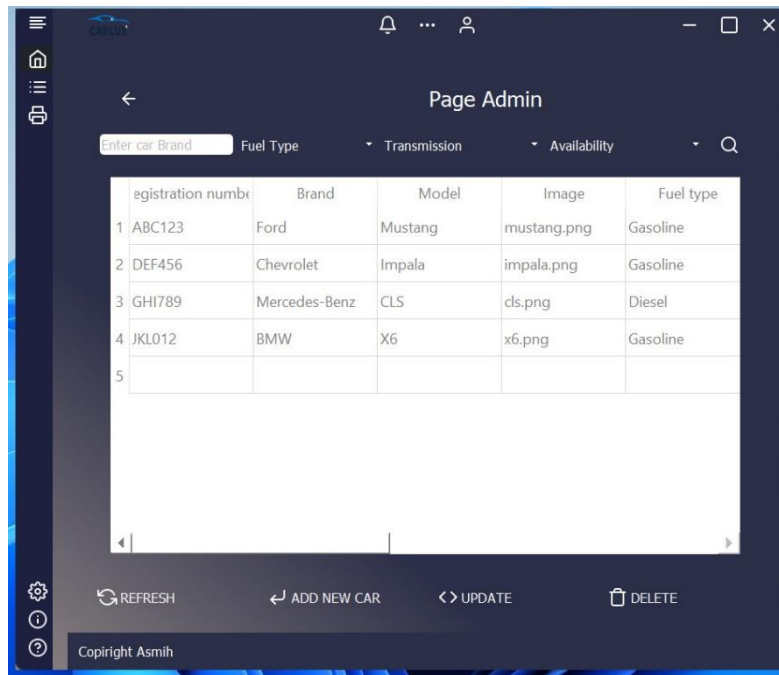 CARLUX
Page Admin
Enter car Brand Fuel Type Transmission Availability
egistration numbe Brand Model Image Fuel type
1 ABC123 Ford Mustang mustang.png Gasoline
2 DEF456 Chevrolet Impala impala.png Gasoline
3 GHI789 Mercedes-Benz CLS cls.png Diesel
4 JKL012 BMW X6 x6.png Gasoline
5
REFRESH ADD NEW CAR UPDATE DELETE
Copiright Asmih